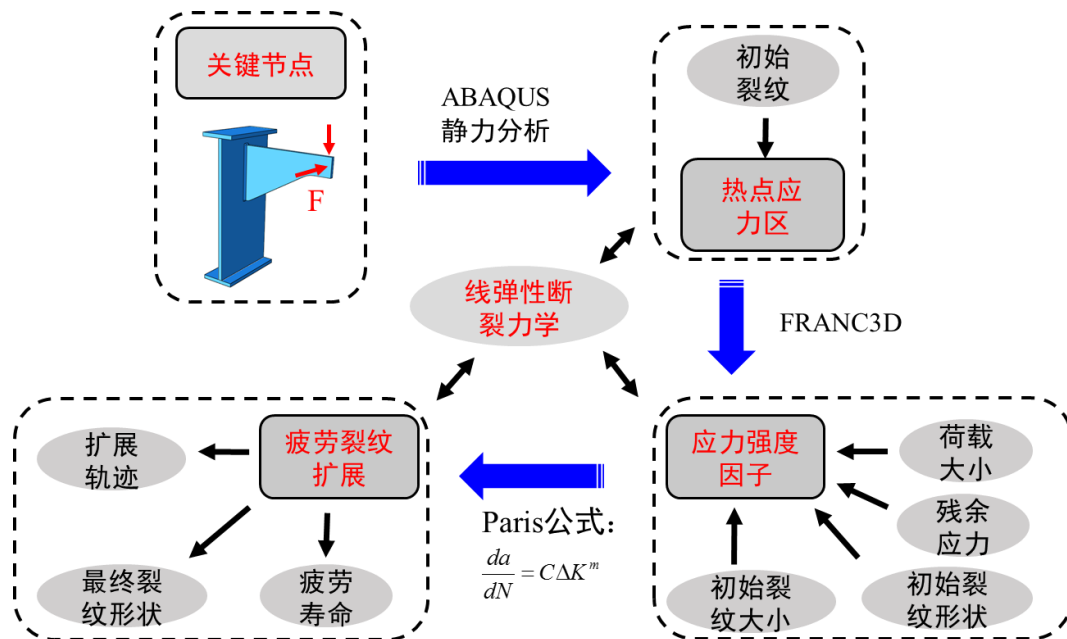 关键节点
F
ABAQUS
静力分析
初始
裂纹
热点应
力区
线弹性断
裂力学
FRANC3D
扩展
轨迹
疲劳裂纹
扩展
最终裂
纹形状
疲劳
寿命
Paris公式：
da/dN = CΔK^m
应力强度
因子
荷载
大小
残余
应力
初始裂
纹大小
初始裂
纹形状